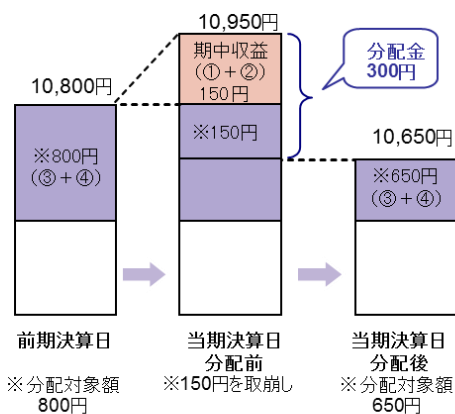 10,950円
10,800円
期中収益
(①+②)
150円
分配金
300円
※150円
10,650円
※800円
(③+④)
※650円
(③+④)
前期決算日
当期決算日
分配前
当期決算日
分配後
※分配対象額
800円
※150円を取崩し
※分配対象額
650円